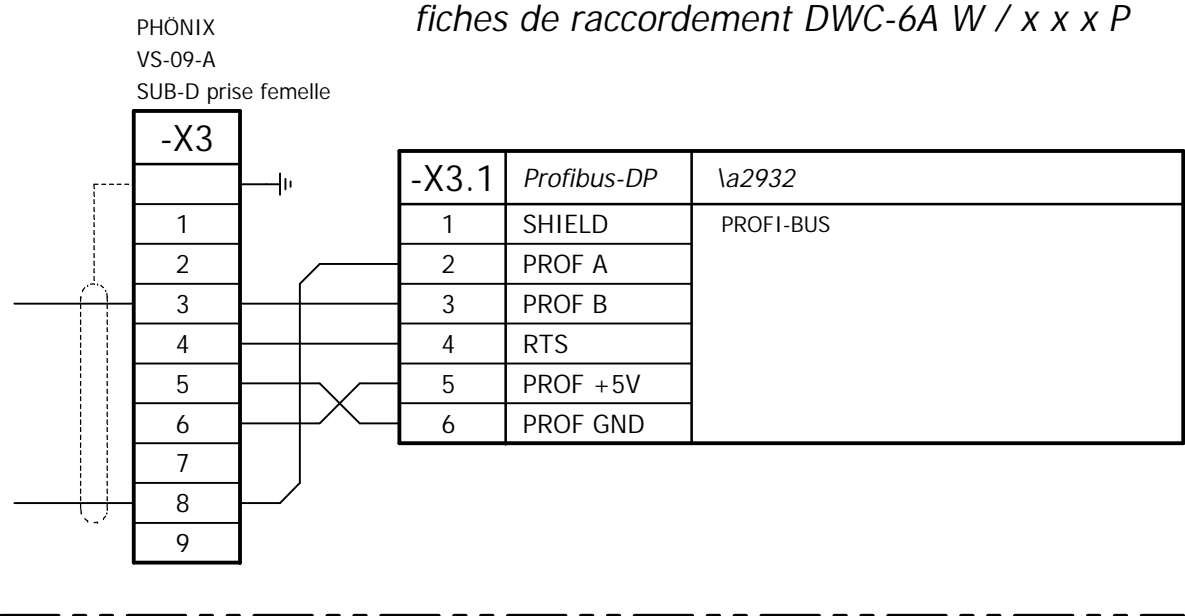 fiches de raccordement DWC-6A W / x x x P
PHÖNIX
VS-09-A
SUB-D prise femelle
-X3
1
2
3
4
5
6
7
8
9
-X3.1 Profibus-DP \a2932
1 SHIELD PROFI-BUS
2 PROF A
3 PROF B
4 RTS
5 PROF +5V
6 PROF GND